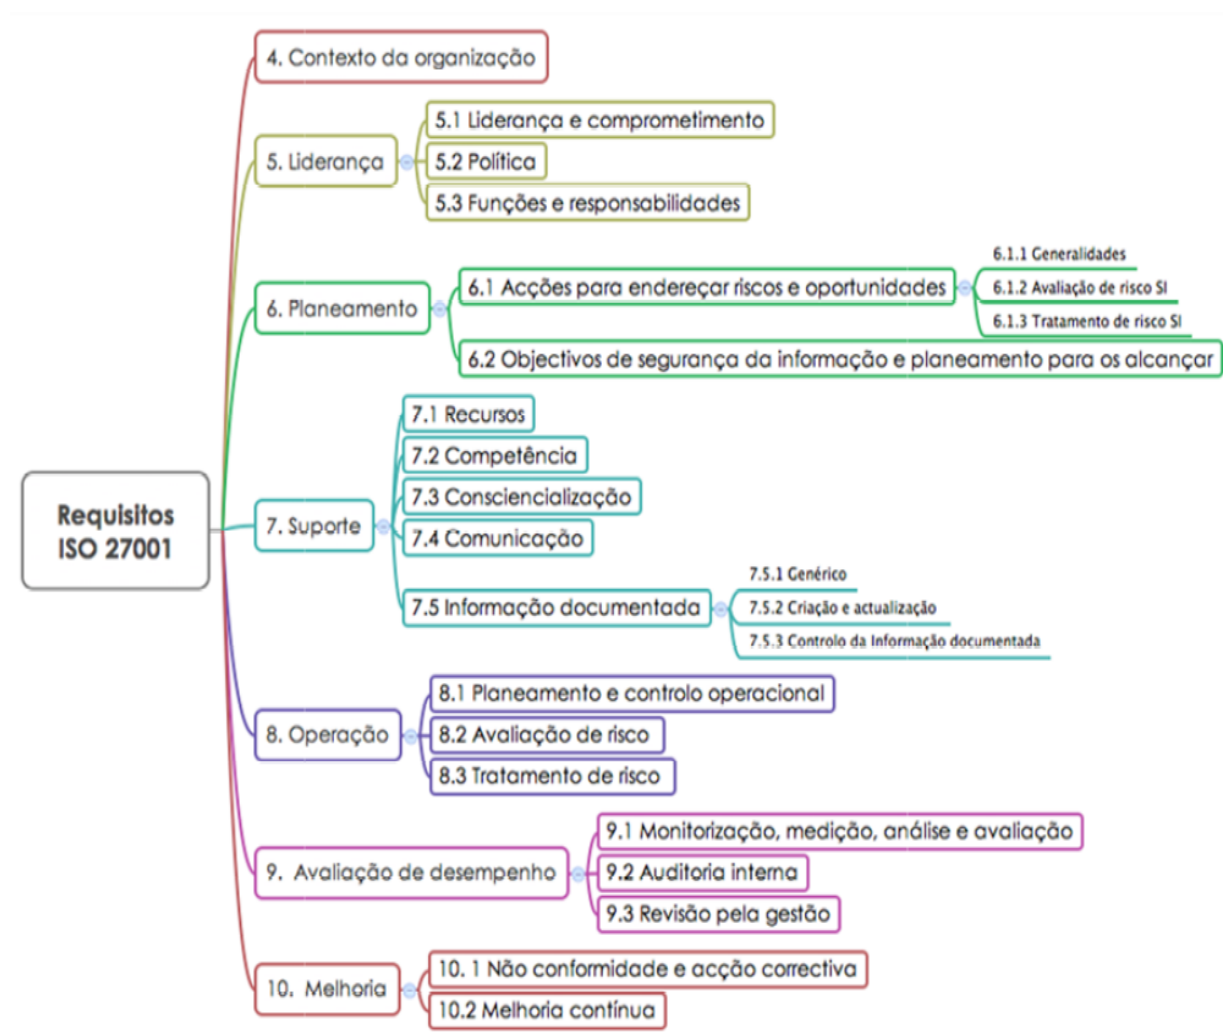 Requisitos
ISO 27001
4. Contexto da organização
5. Liderança
5.1 Liderança e comprometimento
5.2 Política
5.3 Funções e responsabilidades
6. Planeamento
6.1 Acções para endereçar riscos e oportunidades
6.1.1 Generalidades
6.1.2 Avaliação de risco SI
6.1.3 Tratamento de risco SI
6.2 Objectivos de segurança da informação e planeamento para os alcançar
7. Suporte
7.1 Recursos
7.2 Competência
7.3 Consciencialização
7.4 Comunicação
7.5 Informação documentada
7.5.1 Genérico
7.5.2 Criação e actualização
7.5.3 Controlo da Informação documentada
8. Operação
8.1 Planeamento e controlo operacional
8.2 Avaliação de risco
8.3 Tratamento de risco
9. Avaliação de desempenho
9.1 Monitorização, medição, análise e avaliação
9.2 Auditoria interna
9.3 Revisão pela gestão
10. Melhoria
10. 1 Não conformidade e acção correctiva
10.2 Melhoria contínua